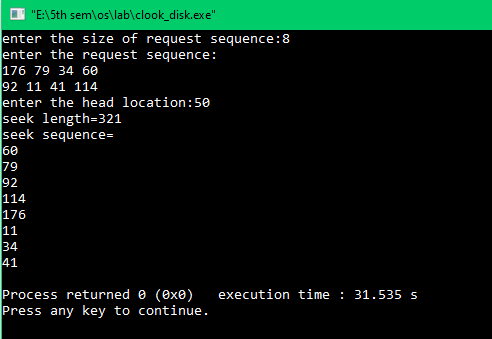 "E:\5th sem\os\lab\clook_disk.exe"
enter the size of request sequence:8
enter the request sequence:
176 79 34 60
92 11 41 114
enter the head location:50
seek length=321
seek sequence=
60
79
92
114
176
11
34
41
Process returned 0 (0x0)   execution time : 31.535 s
Press any key to continue.